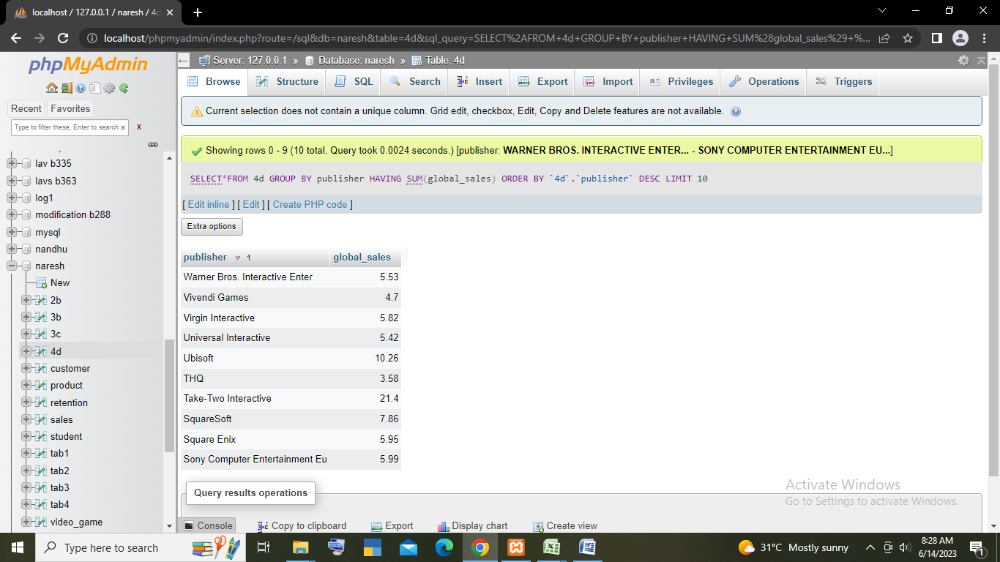 localhost / 127.0.0.1 / naresh / 4d
localhost/phpmyadmin/index.php?route=/sql&db=naresh&table=4d&sql_query=SELECT%2AFROM+4d+GROUP+BY+publisher+HAVING+SUM%28global_sales%29+%...
phpMyAdmin
Server: 127.0.0.1 » Database: naresh » Table: 4d
Browse Structure SQL Search Insert Export Import Privileges Operations Triggers
Recent Favorites
Type to filter these, Enter to search al X
lav b335
lavs b363
log1
modification b288
mysql
nandhu
naresh
New
2b
3b
3c
4d
customer
product
retention
sales
student
tab1
tab2
tab3
tab4
video_game
Current selection does not contain a unique column. Grid edit, checkbox, Edit, Copy and Delete features are not available.
Showing rows 0 - 9 (10 total, Query took 0.0024 seconds.) [publisher: WARNER BROS. INTERACTIVE ENTER... - SONY COMPUTER ENTERTAINMENT EU...]
SELECT*FROM 4d GROUP BY publisher HAVING SUM(global_sales) ORDER BY `4d`.`publisher` DESC LIMIT 10
[ Edit inline ] [ Edit ] [ Create PHP code ]
Extra options
publisher 1 global_sales
Warner Bros. Interactive Enter 5.53
Vivendi Games 4.7
Virgin Interactive 5.82
Universal Interactive 5.42
Ubisoft 10.26
THQ 3.58
Take-Two Interactive 21.4
SquareSoft 7.86
Square Enix 5.95
Sony Computer Entertainment Eu 5.99
Query results operations
Console Copy to clipboard Export Display chart Create view
Activate Windows
Go to Settings to activate Windows.
Type here to search
31°C Mostly sunny
8:28 AM
6/14/2023
1